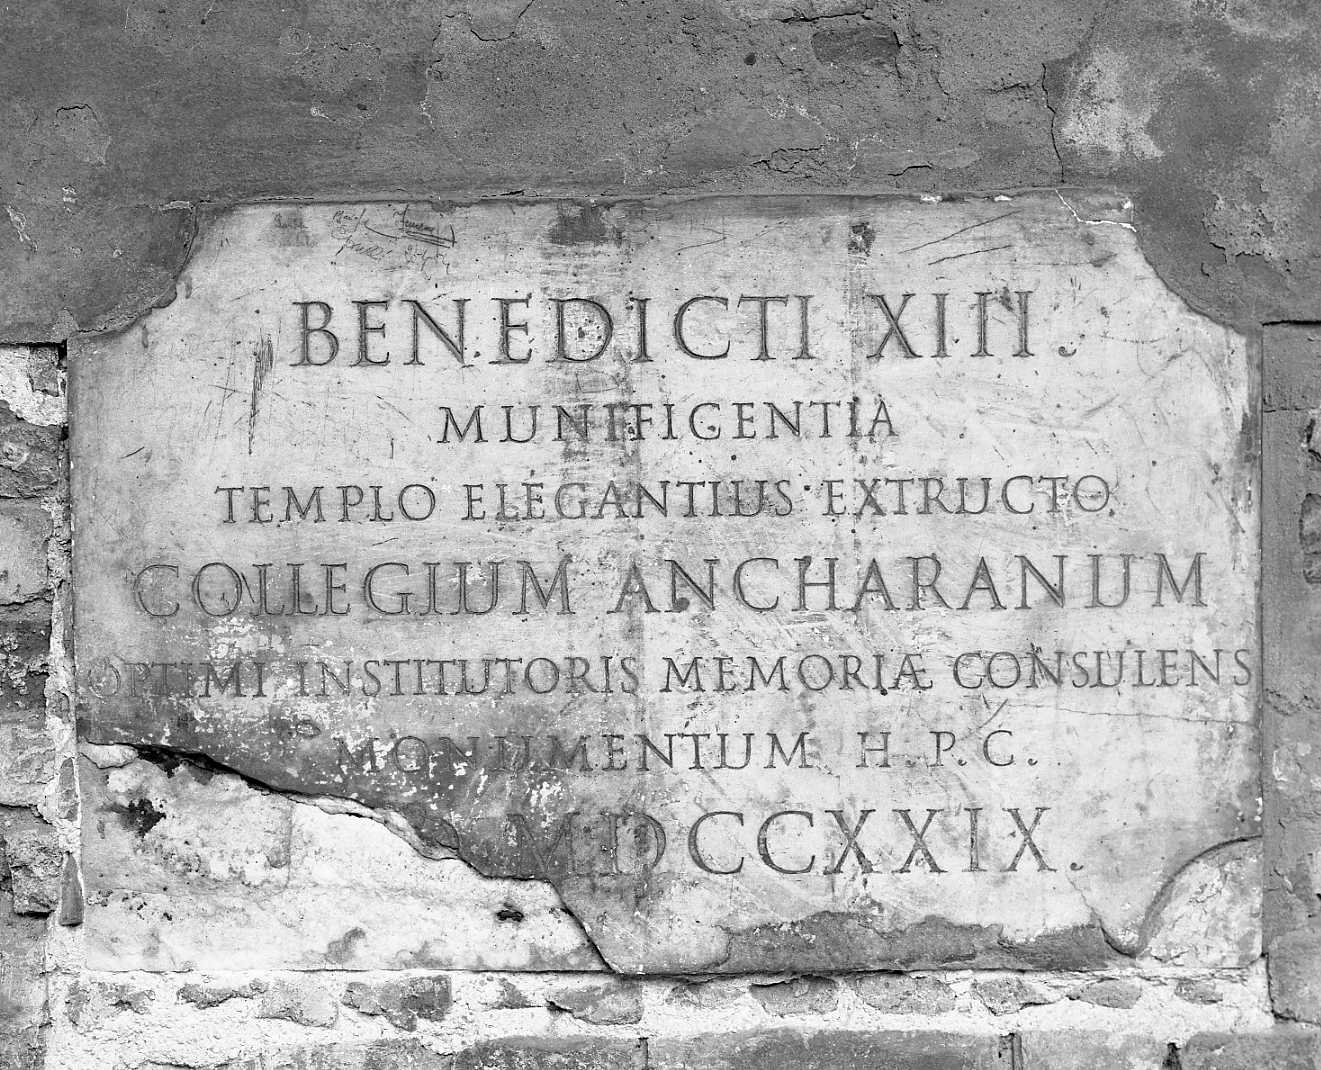 BENEDICTI XIII.
MUNIFICENTIA
TEMPLO ELEGANTIUS EXTRUCTO
COLLEGIUM ANCHARANUM
OPTIMI INSTITUTORIS MEMORIÆ CONSULENS
MONUMENTUM H.P.C.
MDCCXXIX.